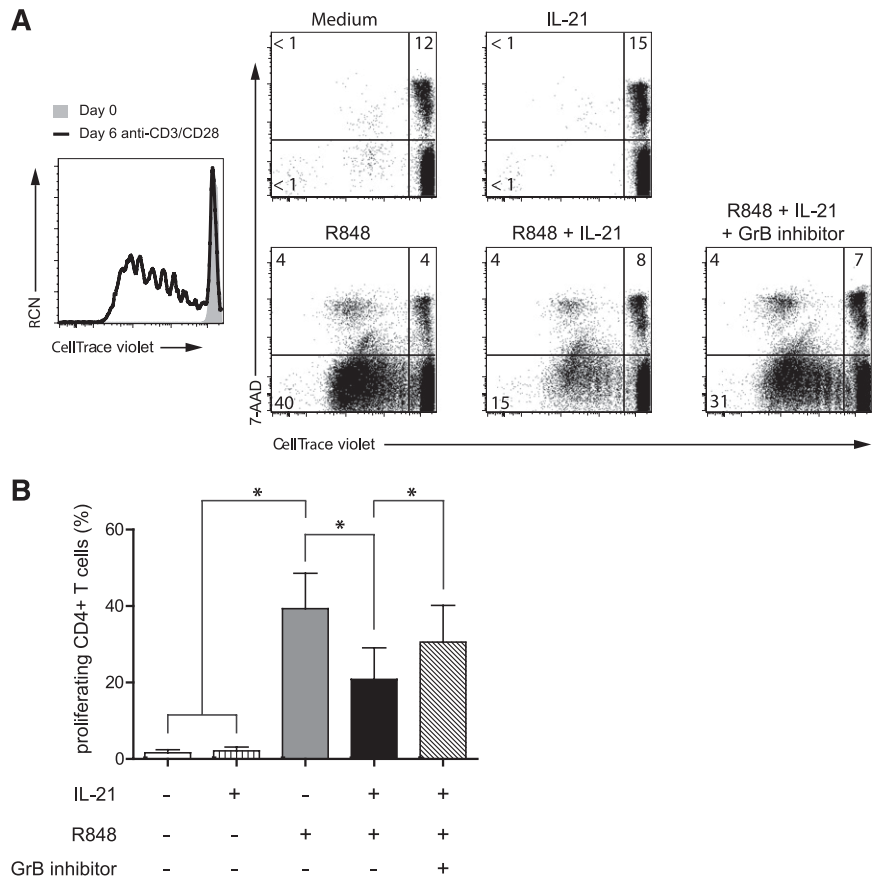 A
Medium
IL-21
< 1
12
< 1
15
Day 0
Day 6 anti-CD3/CD28
< 1
< 1
RCN
CellTrace violet
R848
R848 + IL-21
R848 + IL-21
+ GrB inhibitor
4
4
4
8
4
7
40
15
31
7-AAD
CellTrace violet
B
proliferating CD4+ T cells (%)
60
40
20
0
*
*
*
IL-21
- + - + +
R848
- - + + +
GrB inhibitor
- - - - +